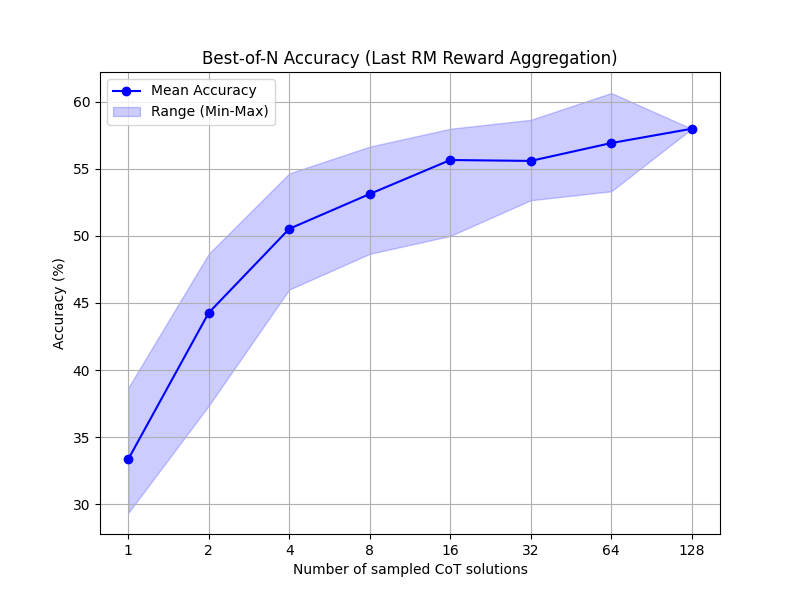 Best-of-N Accuracy (Last RM Reward Aggregation)
Mean Accuracy
Range (Min-Max)
Accuracy (%)
60
55
50
45
40
35
30
1 2 4 8 16 32 64 128
Number of sampled CoT solutions